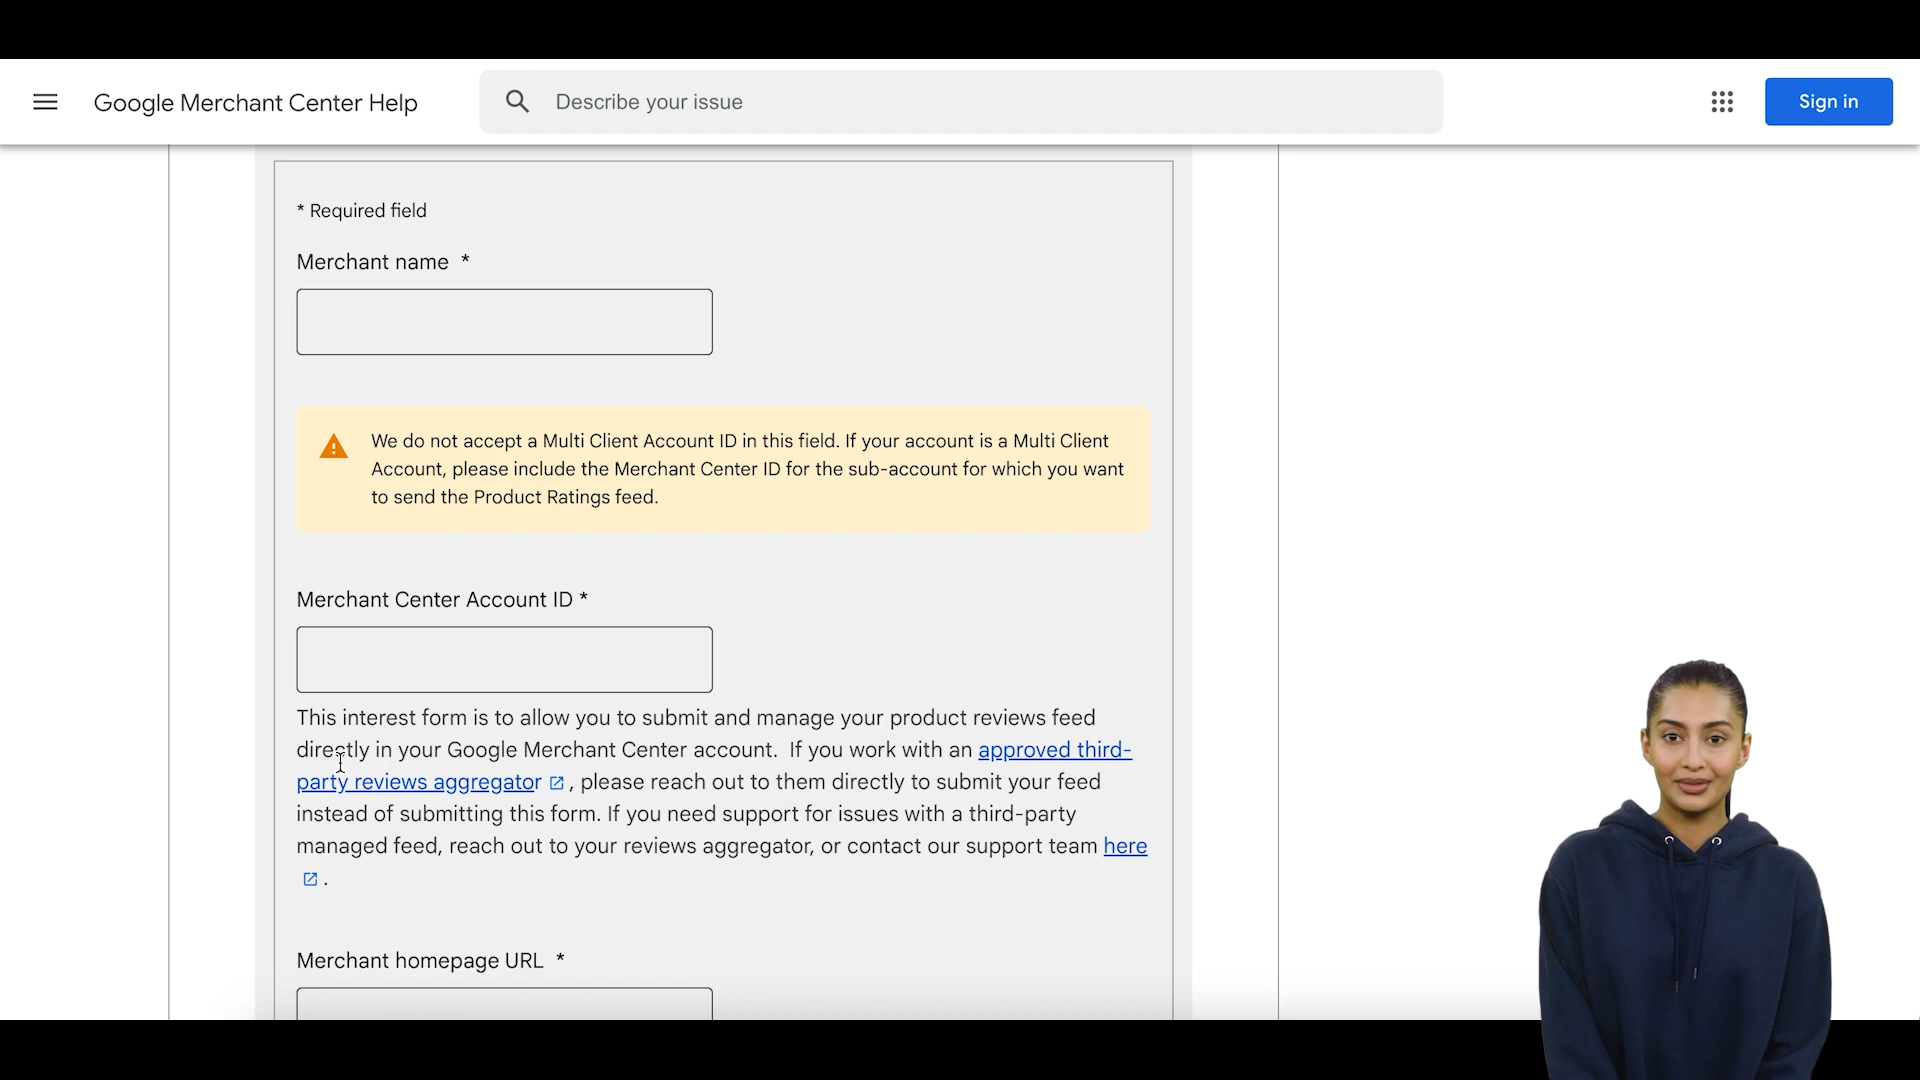 Google Merchant Center Help
Describe your issue
Sign in
* Required field
Merchant name *
We do not accept a Multi Client Account ID in this field. If your account is a Multi Client
Account, please include the Merchant Center ID for the sub-account for which you want
to send the Product Ratings feed.
Merchant Center Account ID *
This interest form is to allow you to submit and manage your product reviews feed
directly in your Google Merchant Center account. If you work with an approved third-
party reviews aggregator , please reach out to them directly to submit your feed
instead of submitting this form. If you need support for issues with a third-party
managed feed, reach out to your reviews aggregator, or contact our support team here
.
Merchant homepage URL *